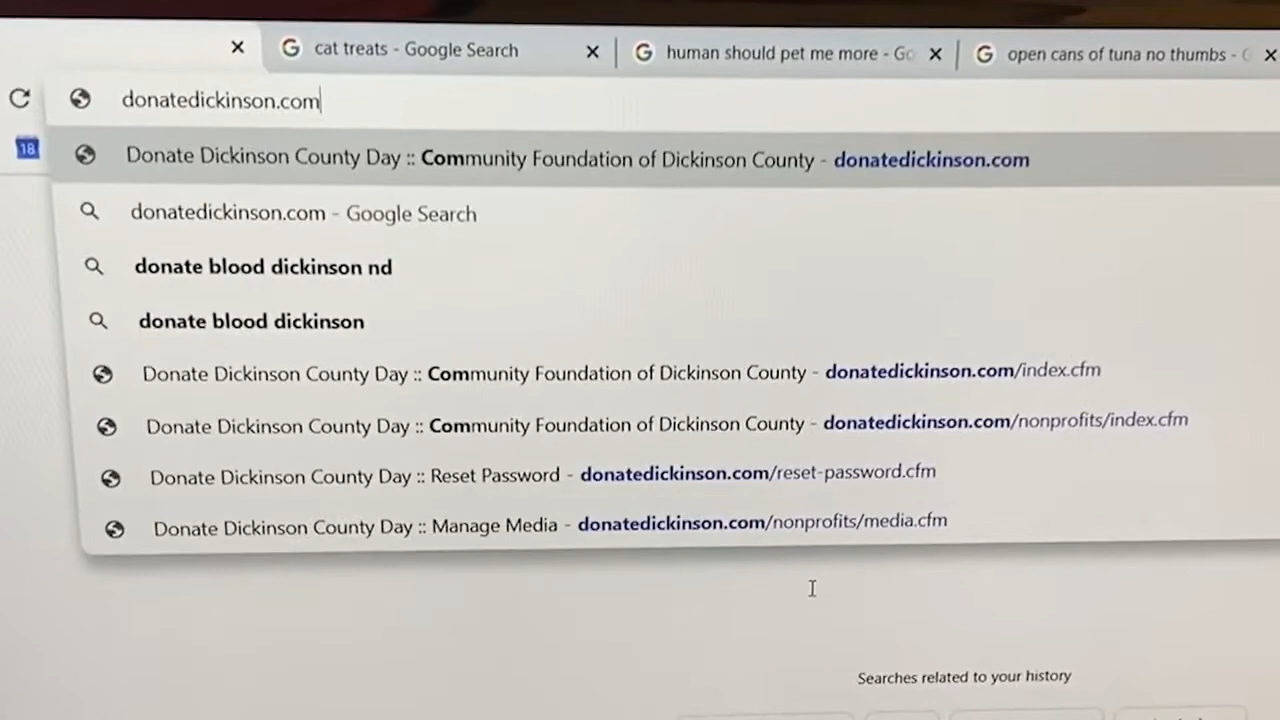 cat treats - Google Search
human should pet me more - Go
open cans of tuna no thumbs -
donatedickinson.com
18
Donate Dickinson County Day :: Community Foundation of Dickinson County - donatedickinson.com
donatedickinson.com - Google Search
donate blood dickinson nd
donate blood dickinson
Donate Dickinson County Day :: Community Foundation of Dickinson County - donatedickinson.com/index.cfm
Donate Dickinson County Day :: Community Foundation of Dickinson County - donatedickinson.com/nonprofits/index.cfm
Donate Dickinson County Day :: Reset Password - donatedickinson.com/reset-password.cfm
Donate Dickinson County Day :: Manage Media - donatedickinson.com/nonprofits/media.cfm
Searches related to your history